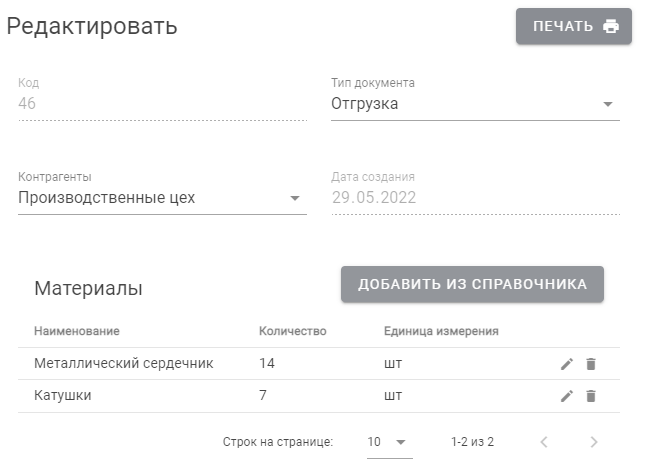 Редактировать
ПЕЧАТЬ
Код
Тип документа
46
Отгрузка
Контрагенты
Дата создания
Производственные цех
29.05.2022
Материалы
ДОБАВИТЬ ИЗ СПРАВОЧНИКА
Наименование Количество Единица измерения
Металлический сердечник 14 шт
Катушки 7 шт
Строк на странице: 10 1-2 из 2